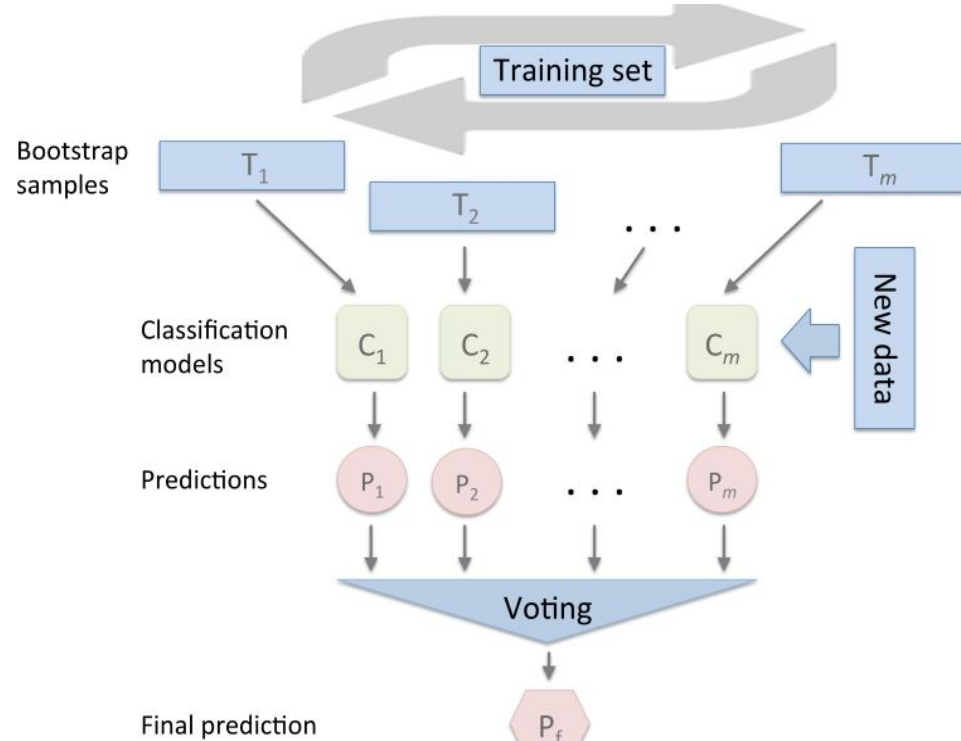 Training set
Bootstrap
samples
T₁
T₂
. . .
Tₘ
New data
Classification
models
C₁
C₂
. . .
Cₘ
Predictions
P₁
P₂
. . .
Pₘ
Voting
Final prediction
P_f